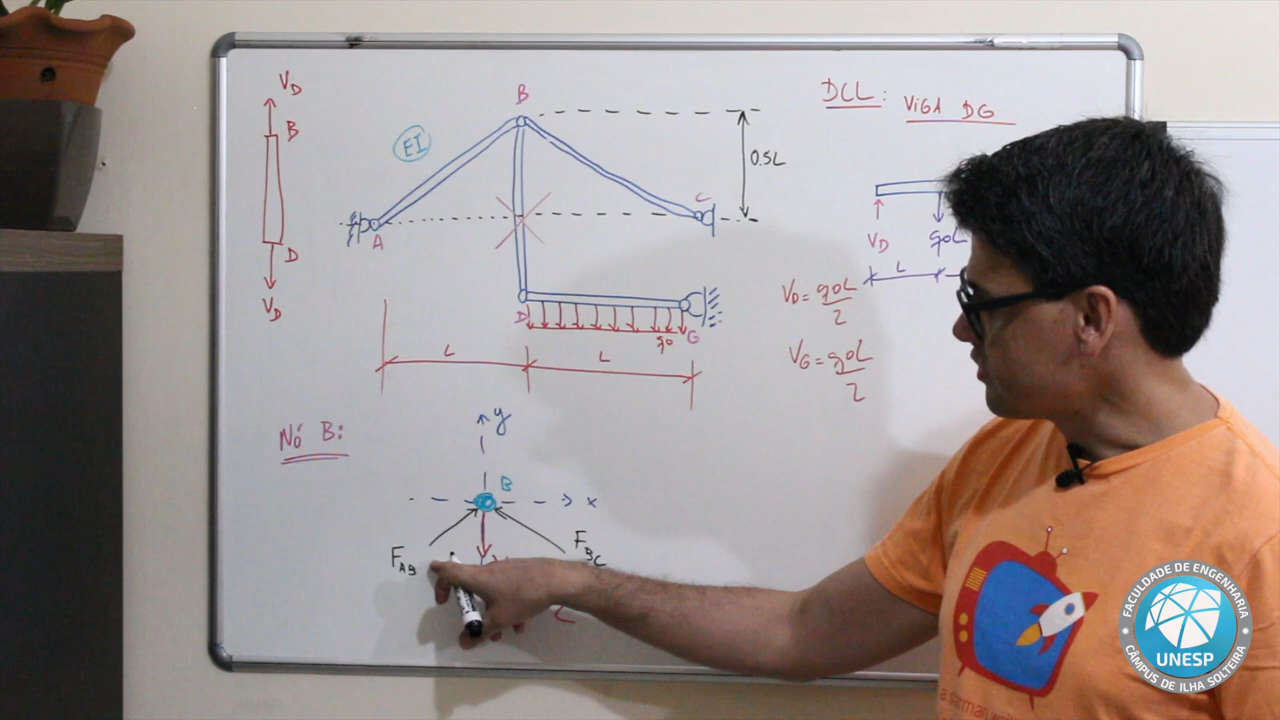 V_D
B
D
V_D
EI
B
A
C
D
G
q0
0.5L
L
L
DCL:
VIGA DG
V_D
q0L
L
V_D = q0L/2
V_G = q0L/2
Nó B:
y
B
x
F_AB
F_BC
FACULDADE DE ENGENHARIA
UNESP
CÂMPUS DE ILHA SOLTEIRA